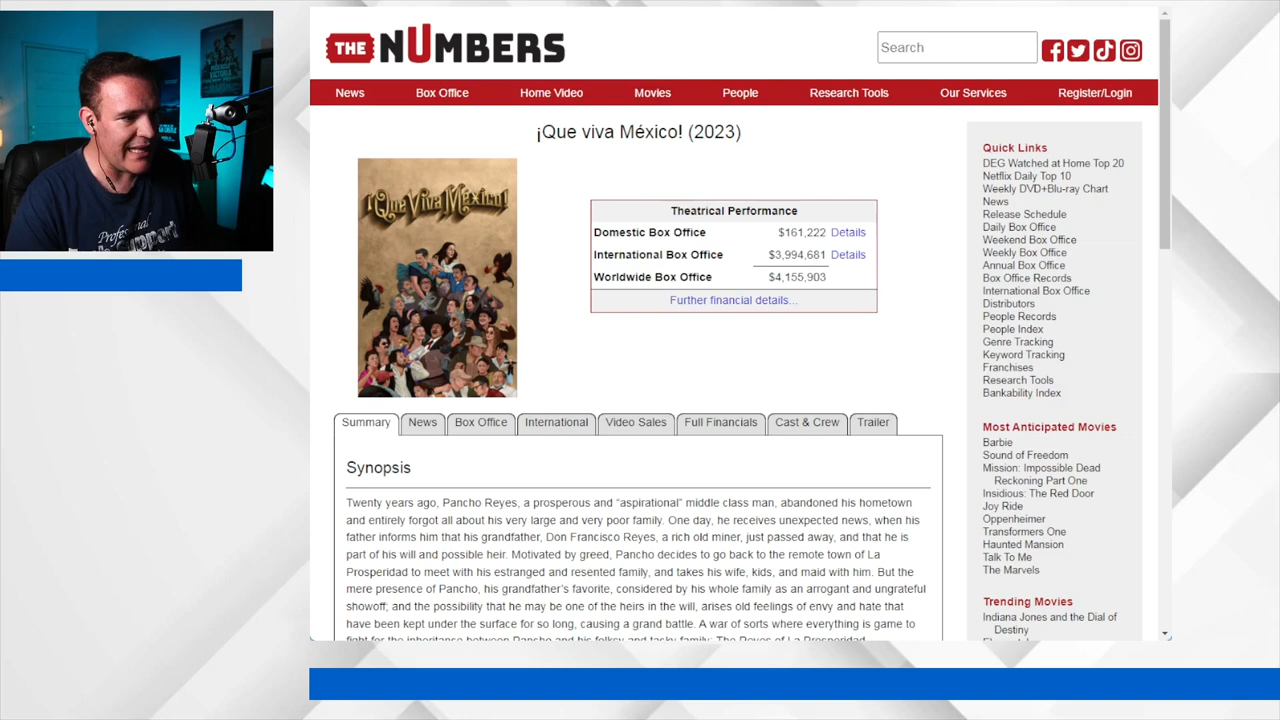 THE NUMBERS
Search
News Box Office Home Video Movies People Research Tools Our Services Register/Login
¡Que viva México! (2023)
¡Que Viva México!
Theatrical Performance
Domestic Box Office $161,222 Details
International Box Office $3,994,681 Details
Worldwide Box Office $4,155,903
Further financial details...
Summary News Box Office International Video Sales Full Financials Cast & Crew Trailer
Synopsis
Twenty years ago, Pancho Reyes, a prosperous and “aspirational” middle class man, abandoned his hometown
and entirely forgot all about his very large and very poor family. One day, he receives unexpected news, when his
father informs him that his grandfather, Don Francisco Reyes, a rich old miner, just passed away, and that he is
part of his will and possible heir. Motivated by greed, Pancho decides to go back to the remote town of La
Prosperidad to meet with his estranged and resented family, and takes his wife, kids, and maid with him. But the
mere presence of Pancho, his grandfather’s favorite, considered by his whole family as an arrogant and ungrateful
showoff; and the possibility that he may be one of the heirs in the will, arises old feelings of envy and hate that
have been kept under the surface for so long, causing a grand battle. A war of sorts where everything is game to
fight for the inheritance between Pancho and his folksy and tacky family: The Reyes of La Prosperidad.
Quick Links
DEG Watched at Home Top 20
Netflix Daily Top 10
Weekly DVD+Blu-ray Chart
News
Release Schedule
Daily Box Office
Weekend Box Office
Weekly Box Office
Annual Box Office
Box Office Records
International Box Office
Distributors
People Records
People Index
Genre Tracking
Keyword Tracking
Franchises
Research Tools
Bankability Index
Most Anticipated Movies
Barbie
Sound of Freedom
Mission: Impossible Dead
Reckoning Part One
Insidious: The Red Door
Joy Ride
Oppenheimer
Transformers One
Haunted Mansion
Talk To Me
The Marvels
Trending Movies
Indiana Jones and the Dial of
Destiny
Professional